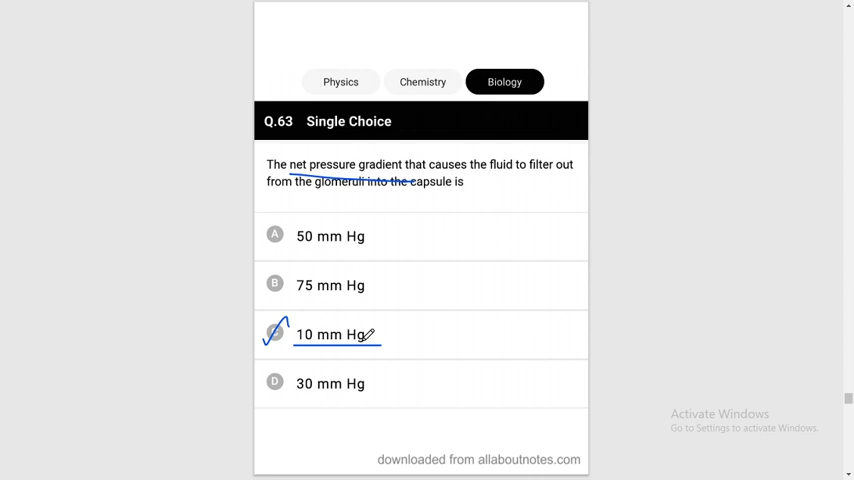 Physics Chemistry Biology
Q.63 Single Choice
The net pressure gradient that causes the fluid to filter out
from the glomeruli into the capsule is
A 50 mm Hg
B 75 mm Hg
10 mm Hg
D 30 mm Hg
Activate Windows
Go to Settings to activate Windows.
downloaded from allaboutnotes.com